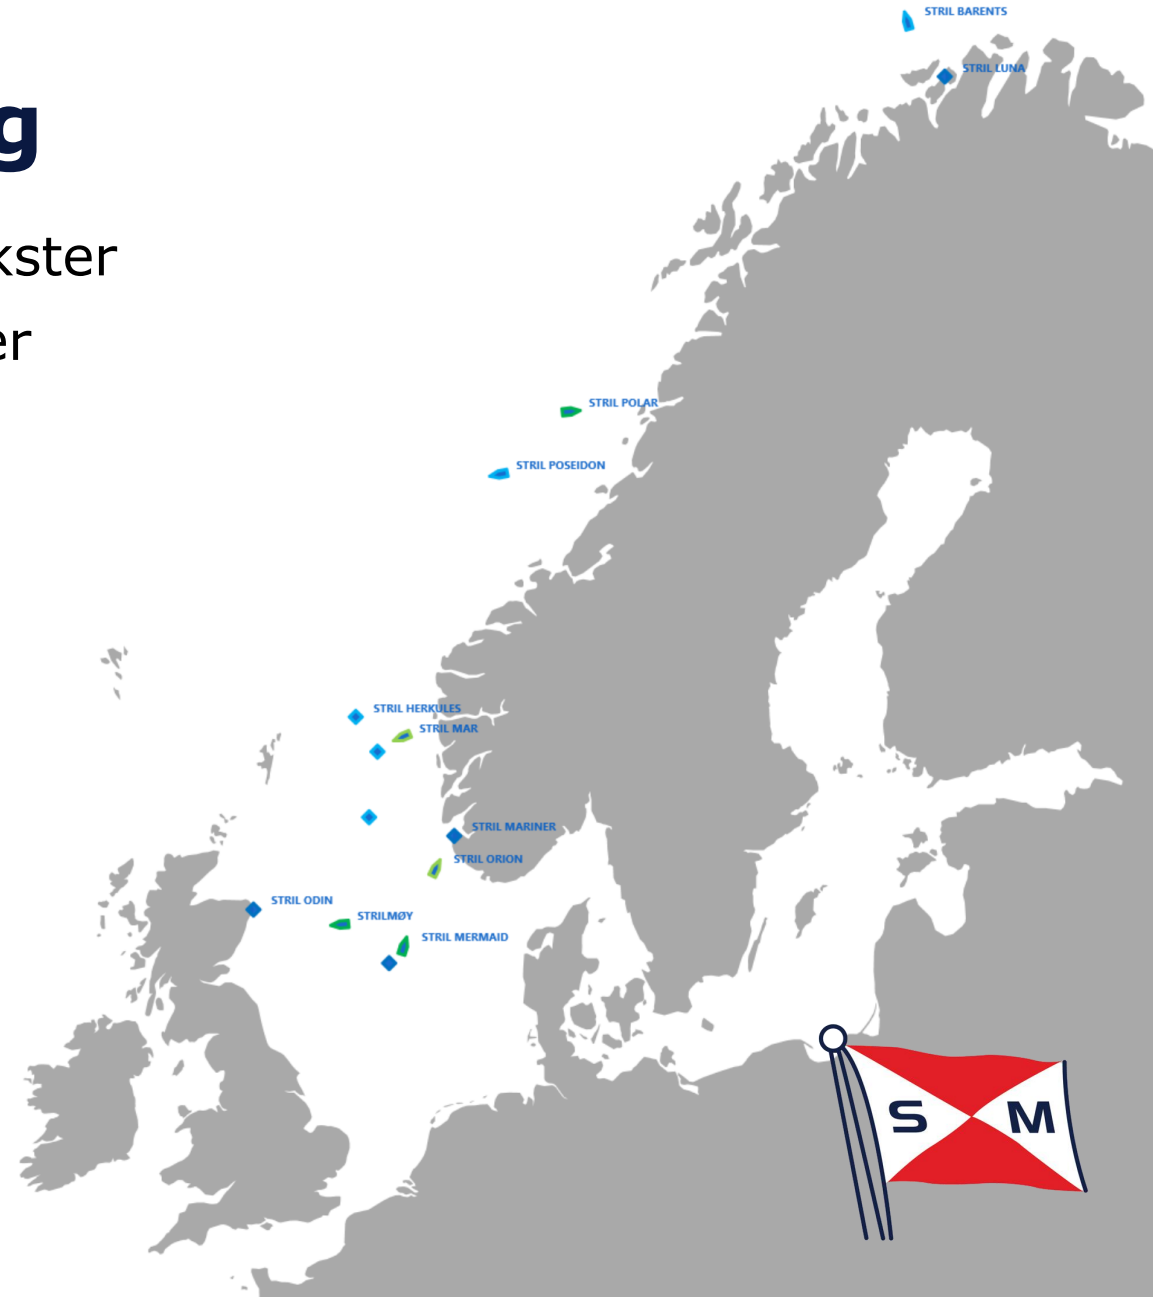 STRIL BARENTS
STRIL LUNA
g
kster
er
STRIL POLAR
STRIL POSEIDON
STRIL HERKULES
STRIL MAR
STRIL MARINER
STRIL ORION
STRIL ODIN
STRILMØY
STRIL MERMAID
S M